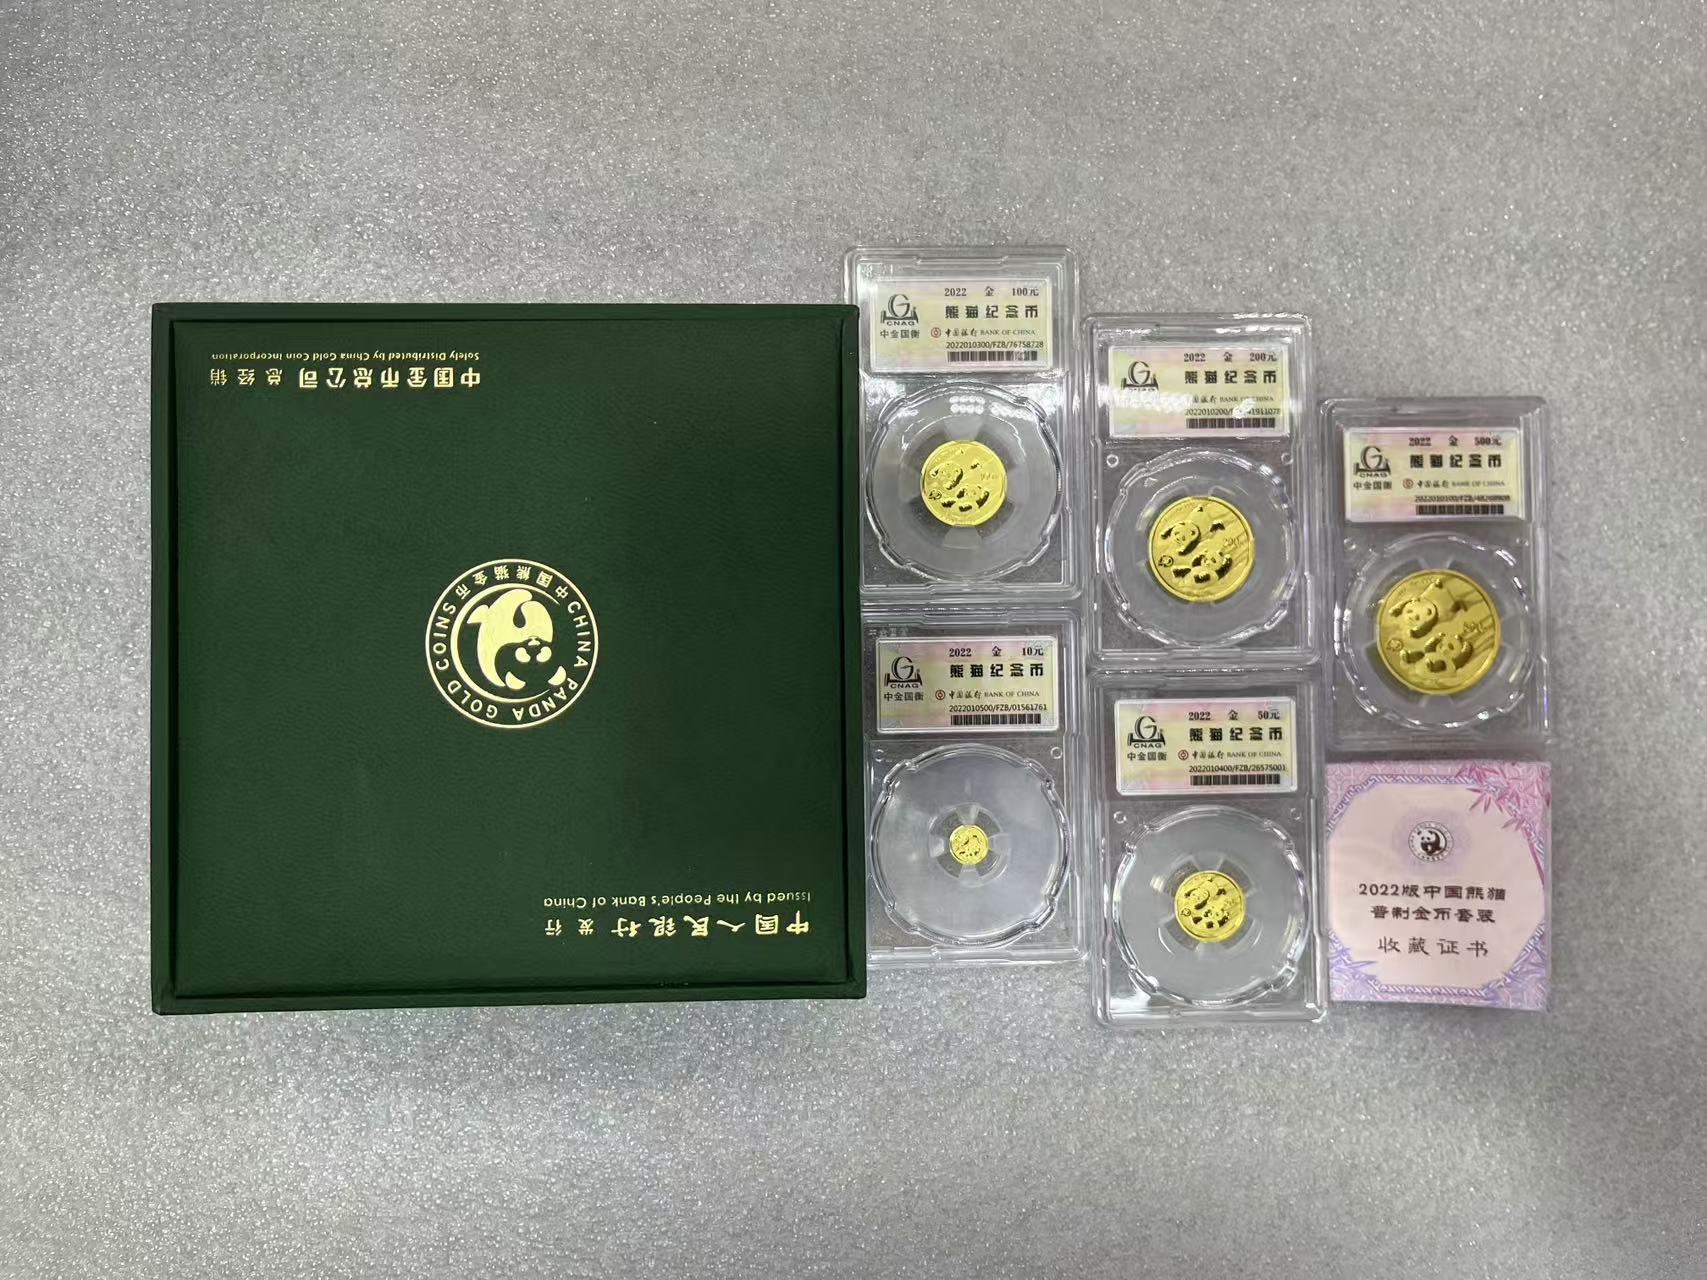 Solely Distributed by China Gold Coin Incorporation
中国金币总公司 总经销
中国熊猫金币
CHINA PANDA GOLD COINS
Issued by the People's Bank of China
中国人民银行 发行
2022 金 100元
熊猫纪念币
CNAG
中金国衡
中国银行 BANK OF CHINA
2022010300/FZB/76758728
2022 金 200元
熊猫纪念币
CNAG
中国银行 BANK OF CHINA
2022 金 500元
熊猫纪念币
CNAG
中金国衡
中国银行 BANK OF CHINA
2022010100/FZB/48268908
2022 金 10元
熊猫纪念币
CNAG
中金国衡
中国银行 BANK OF CHINA
2022010500/FZB/01561761
2022 金 50元
熊猫纪念币
CNAG
中金国衡
中国银行 BANK OF CHINA
2022010400/FZB/26575001
2022版中国熊猫
普制金币套装
收藏证书